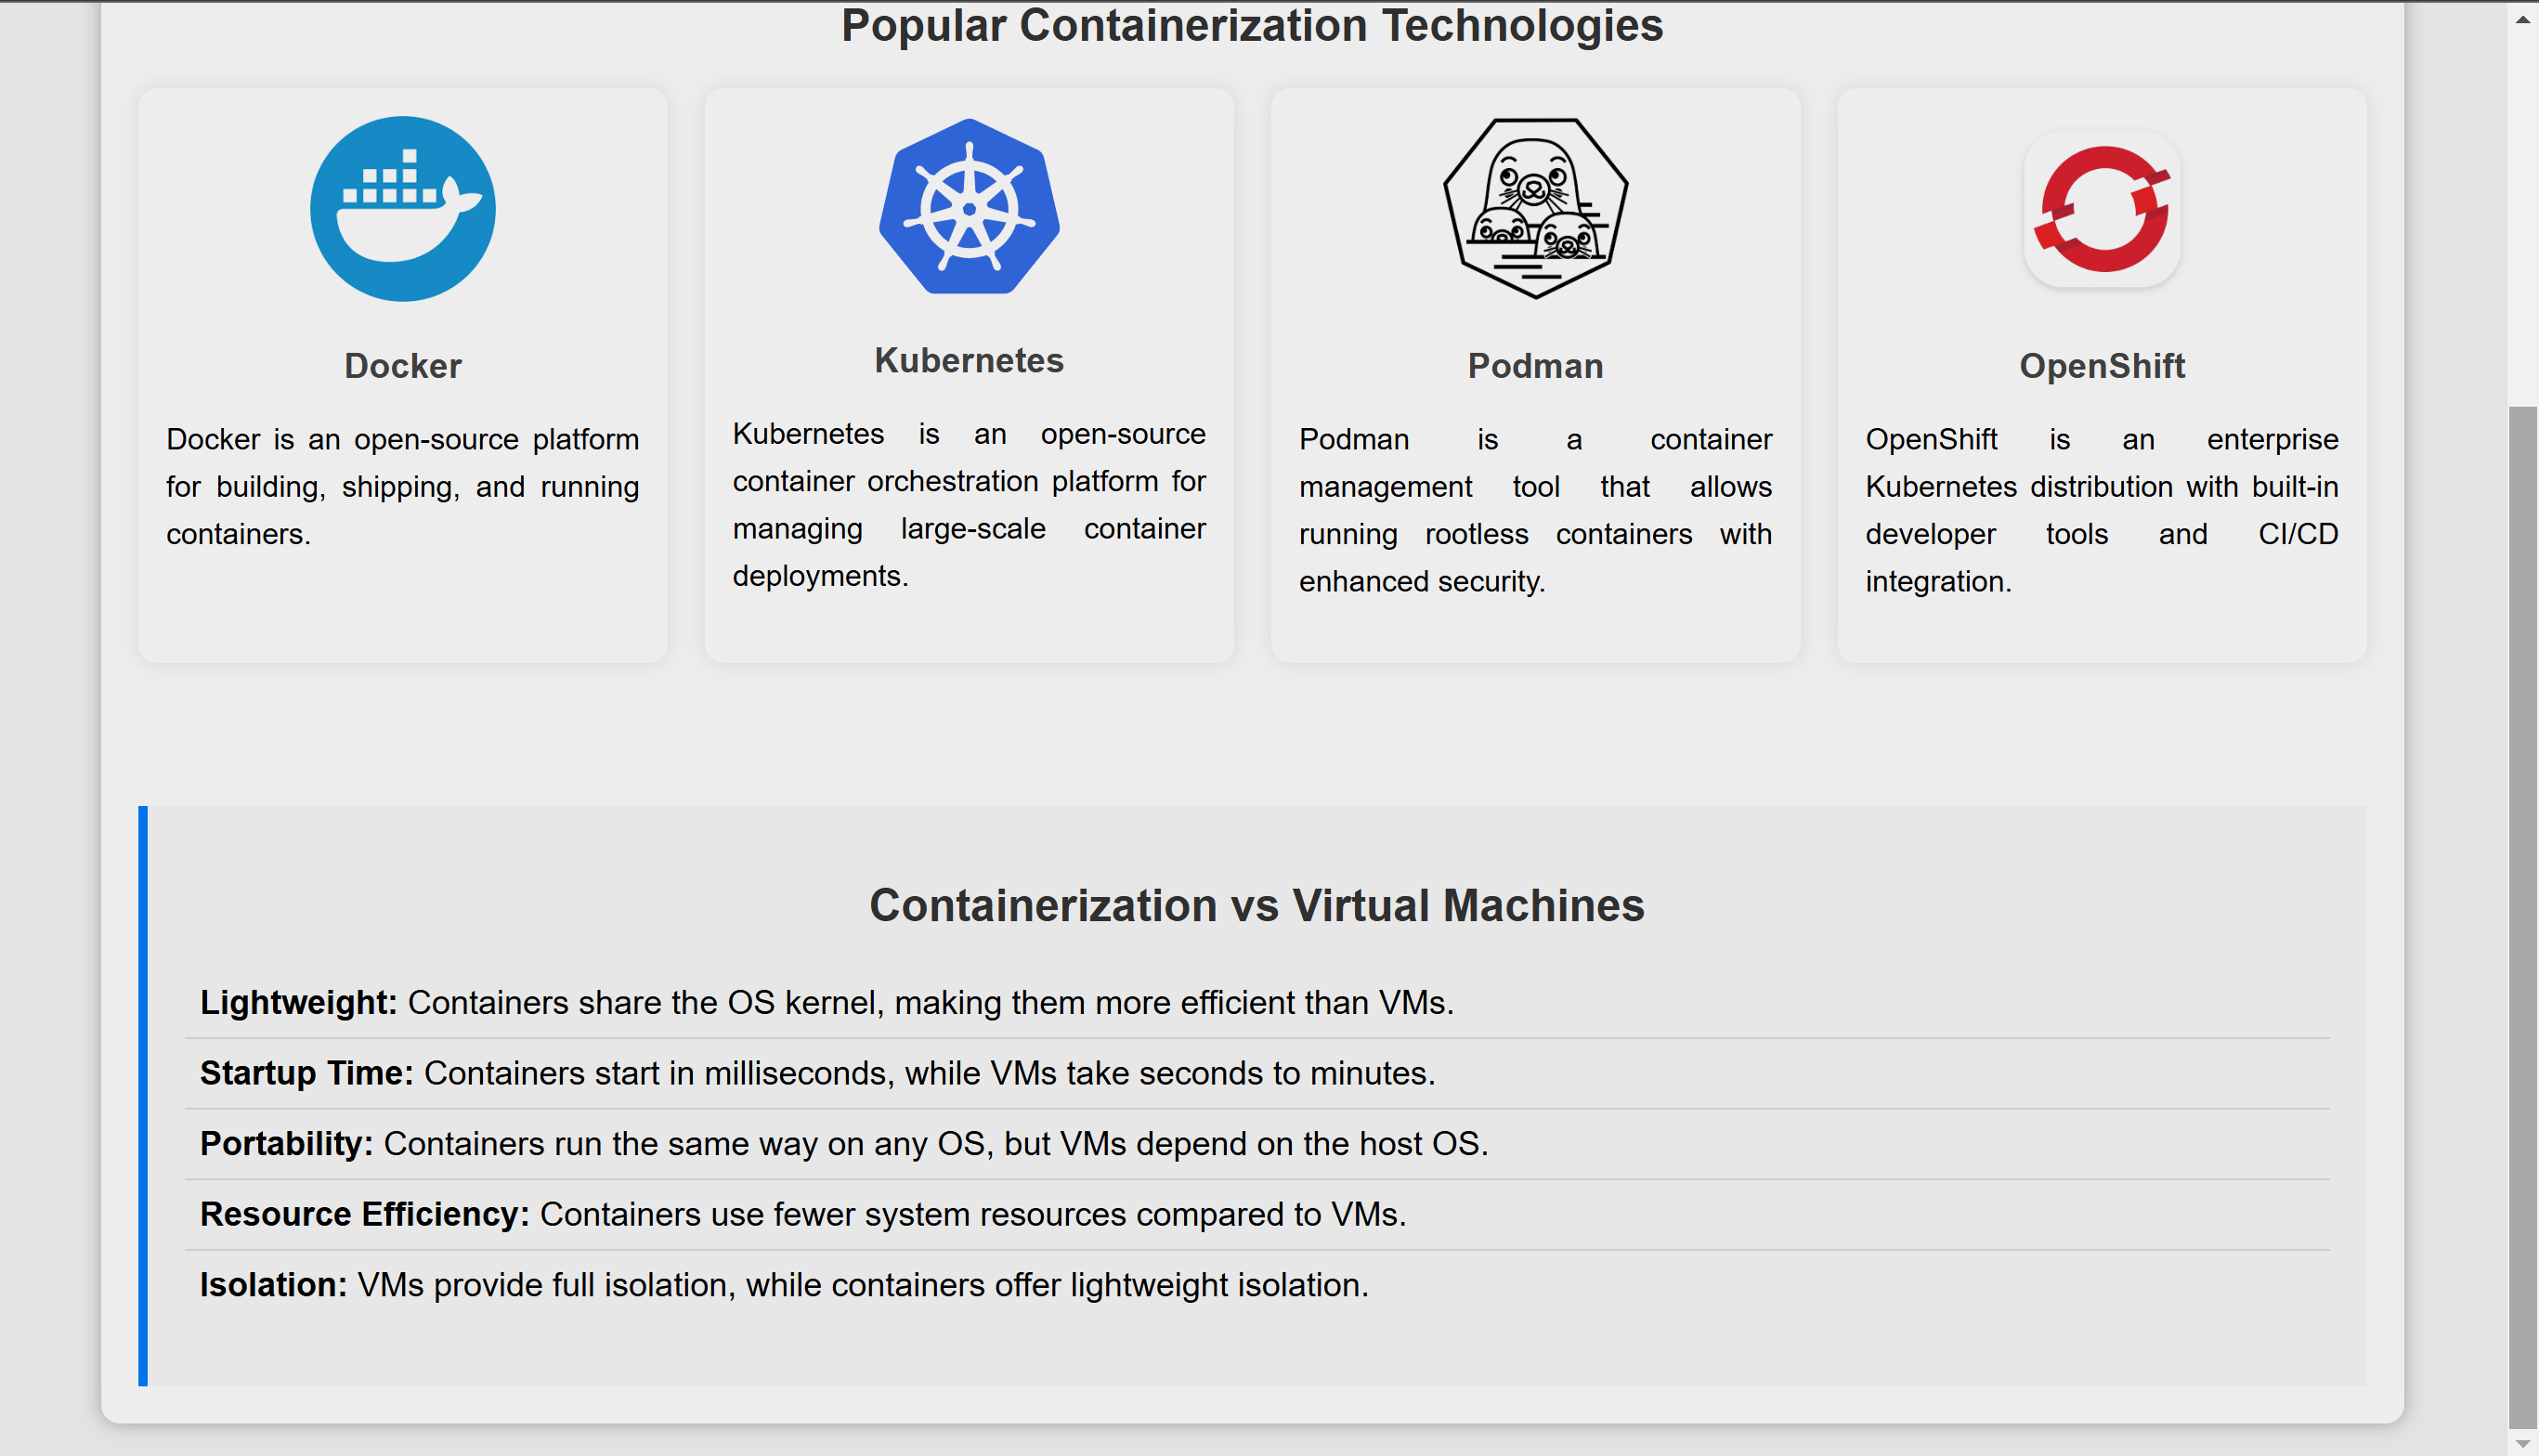 Popular Containerization Technologies
Docker
Docker is an open-source platform
for building, shipping, and running
containers.
Kubernetes
Kubernetes is an open-source
container orchestration platform for
managing large-scale container
deployments.
Podman
Podman is a container
management tool that allows
running rootless containers with
enhanced security.
OpenShift
OpenShift is an enterprise
Kubernetes distribution with built-in
developer tools and CI/CD
integration.
Containerization vs Virtual Machines
Lightweight: Containers share the OS kernel, making them more efficient than VMs.
Startup Time: Containers start in milliseconds, while VMs take seconds to minutes.
Portability: Containers run the same way on any OS, but VMs depend on the host OS.
Resource Efficiency: Containers use fewer system resources compared to VMs.
Isolation: VMs provide full isolation, while containers offer lightweight isolation.